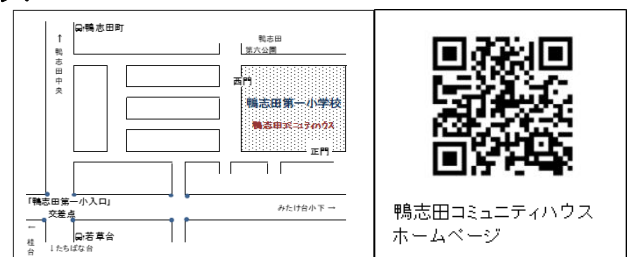 鴨志田町
↑
鴨志田中央
鴨志田
第六公園
西門
鴨志田第一小学校
鴨志田コミュニティハウス
正門
「鴨志田第一小入口」
交差点
みたけ台小下 →
←
桂台
若草台
↓たちばな台
鴨志田コミュニティハウス
ホームページ